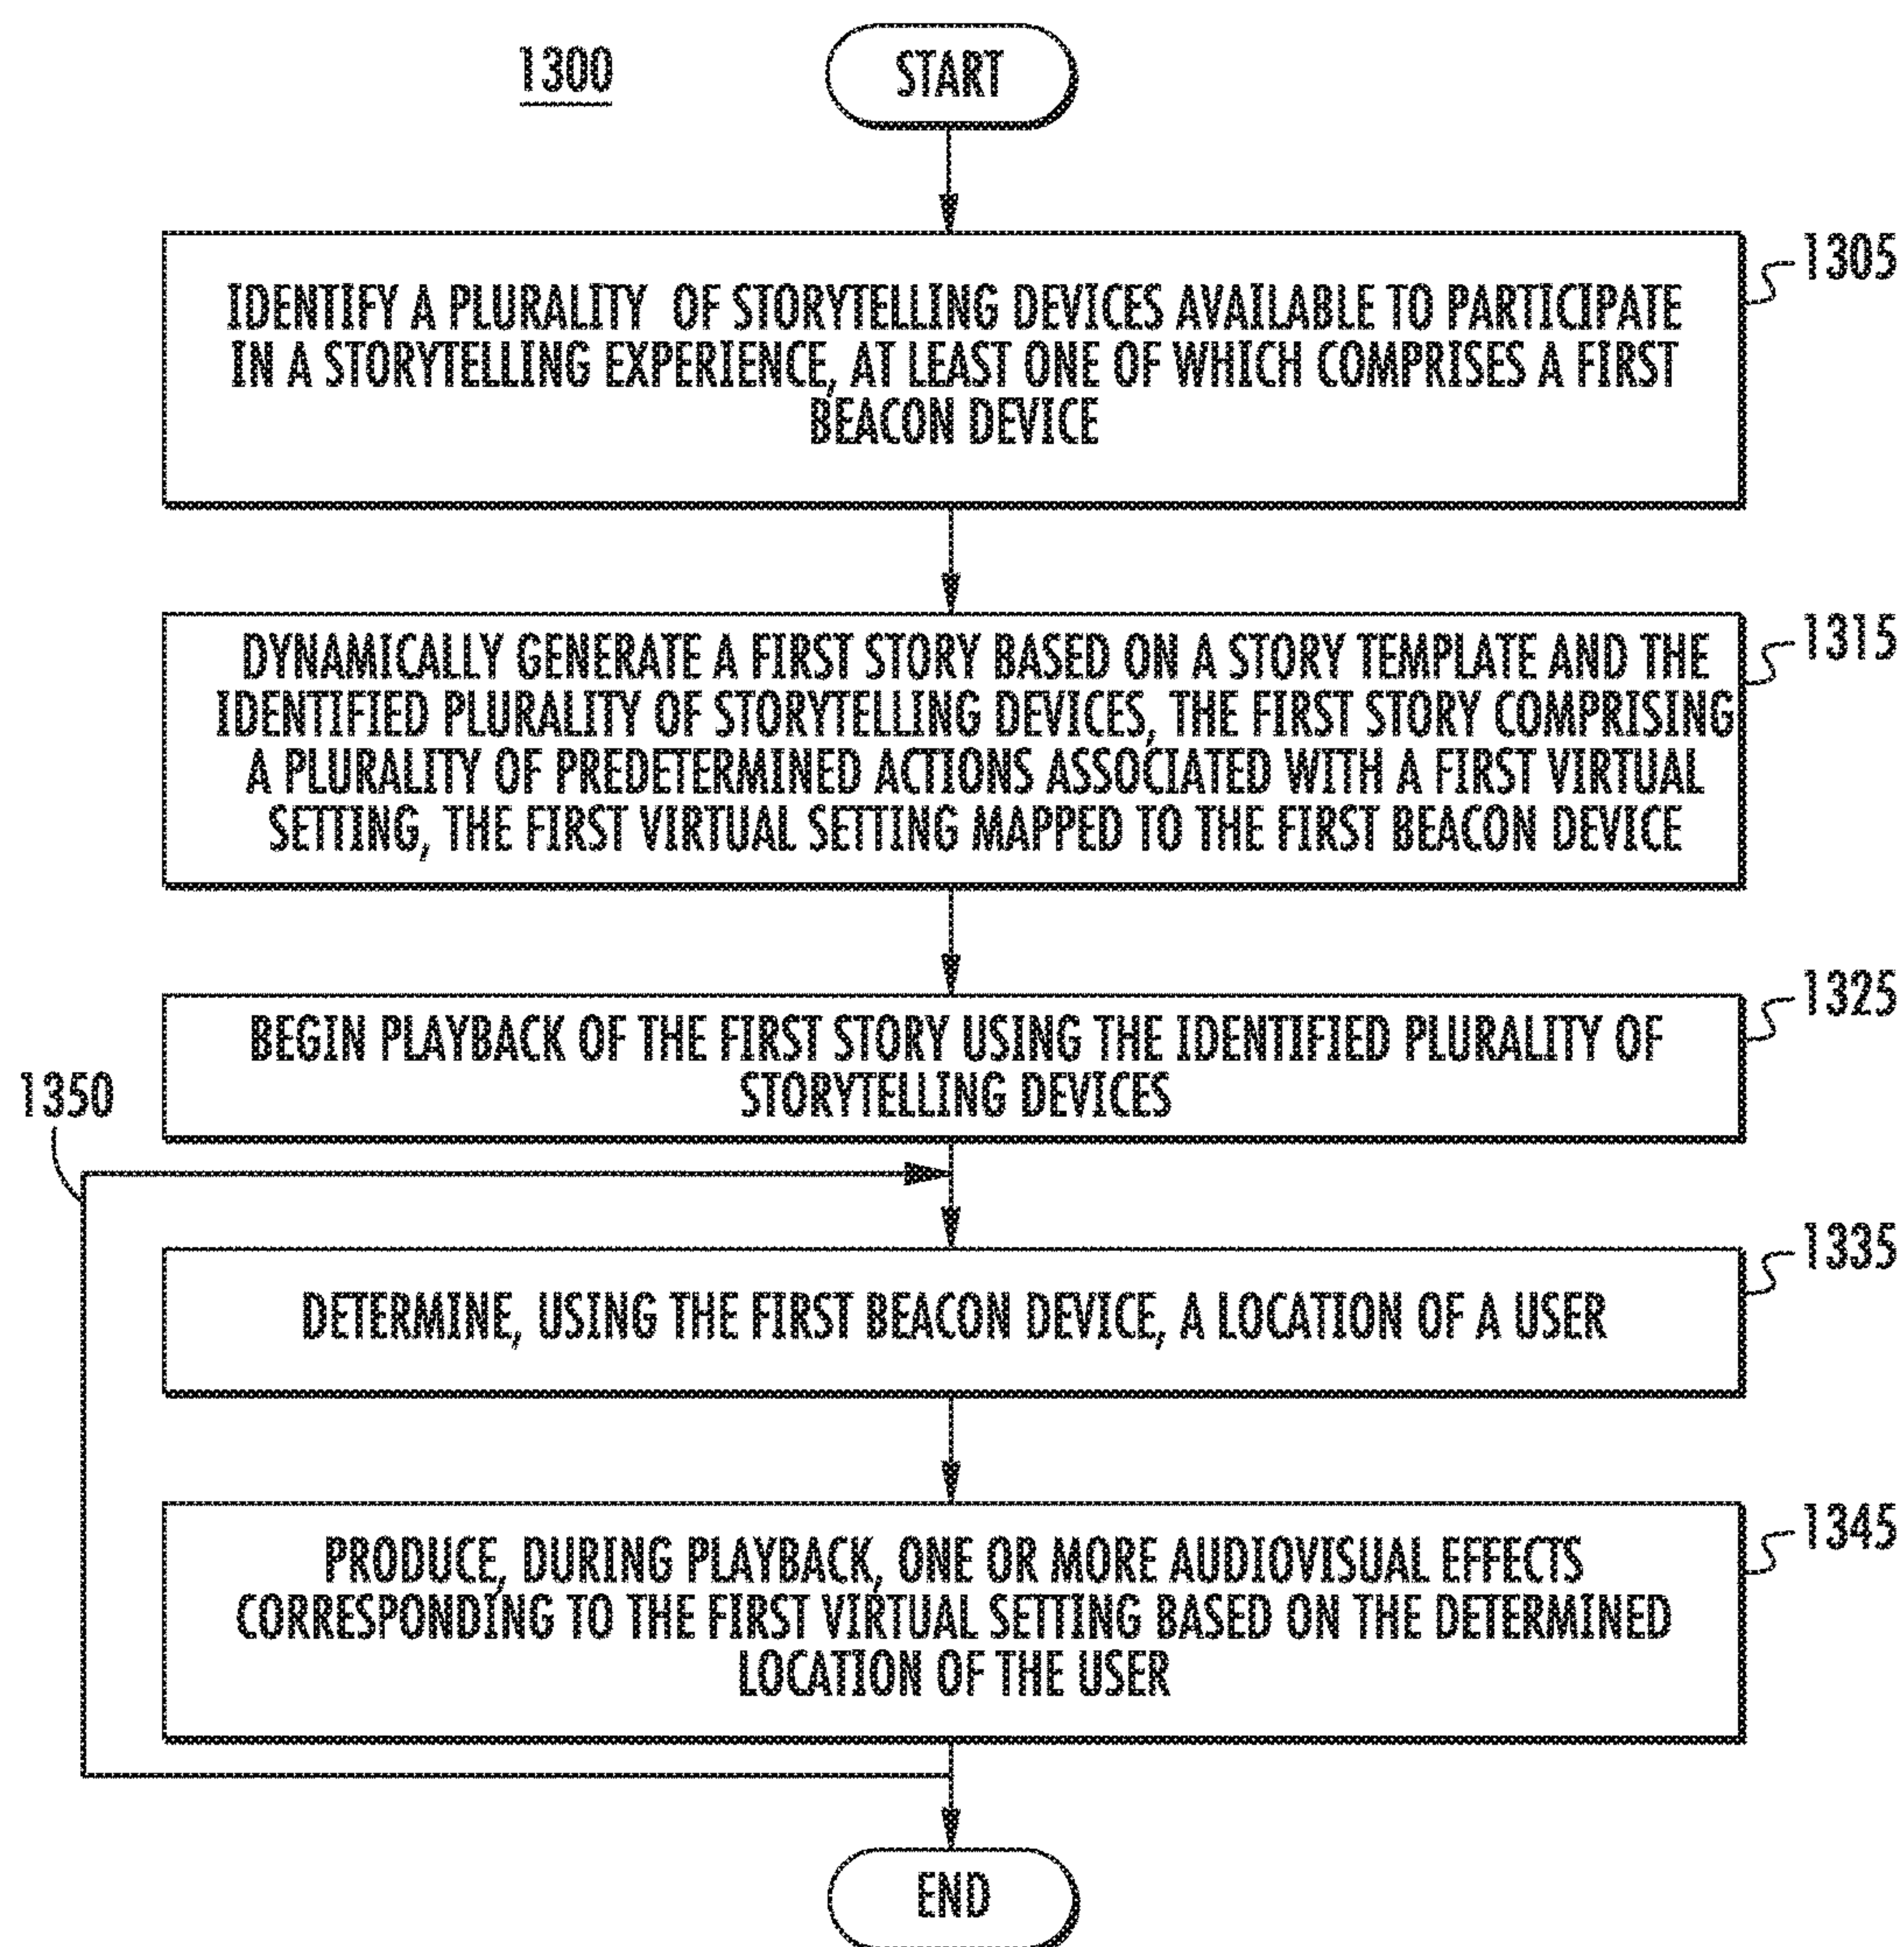 1300
START
1305
IDENTIFY A PLURALITY OF STORYTELLING DEVICES AVAILABLE TO PARTICIPATE
IN A STORYTELLING EXPERIENCE, AT LEAST ONE OF WHICH COMPRISES A FIRST
BEACON DEVICE
1315
DYNAMICALLY GENERATE A FIRST STORY BASED ON A STORY TEMPLATE AND THE
IDENTIFIED PLURALITY OF STORYTELLING DEVICES, THE FIRST STORY COMPRISING
A PLURALITY OF PREDETERMINED ACTIONS ASSOCIATED WITH A FIRST VIRTUAL
SETTING, THE FIRST VIRTUAL SETTING MAPPED TO THE FIRST BEACON DEVICE
1325
BEGIN PLAYBACK OF THE FIRST STORY USING THE IDENTIFIED PLURALITY OF
STORYTELLING DEVICES
1350
1335
DETERMINE, USING THE FIRST BEACON DEVICE, A LOCATION OF A USER
1345
PRODUCE, DURING PLAYBACK, ONE OR MORE AUDIOVISUAL EFFECTS
CORRESPONDING TO THE FIRST VIRTUAL SETTING BASED ON THE DETERMINED
LOCATION OF THE USER
END